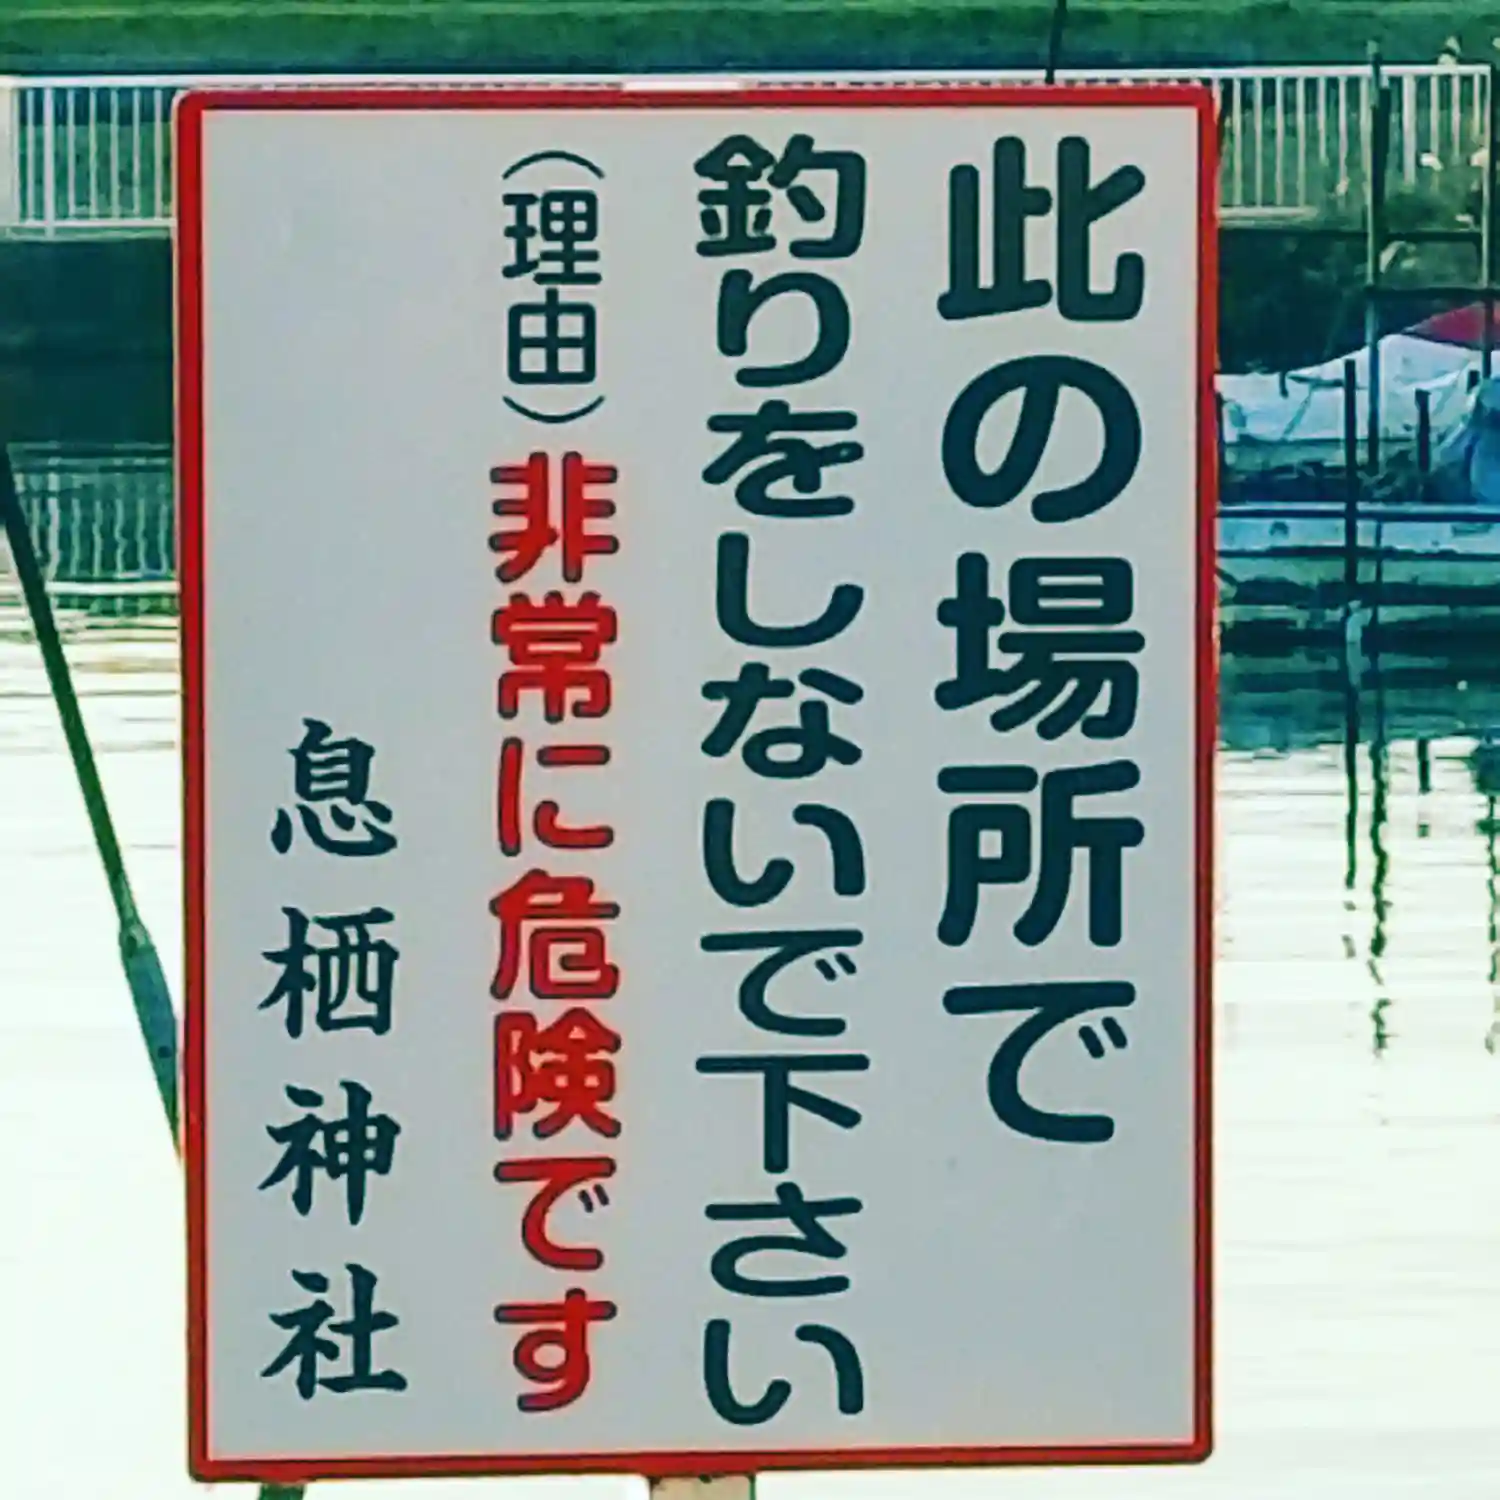 此の場所で
釣りをしないで下さい
（理由）非常に危険です
息栖神社